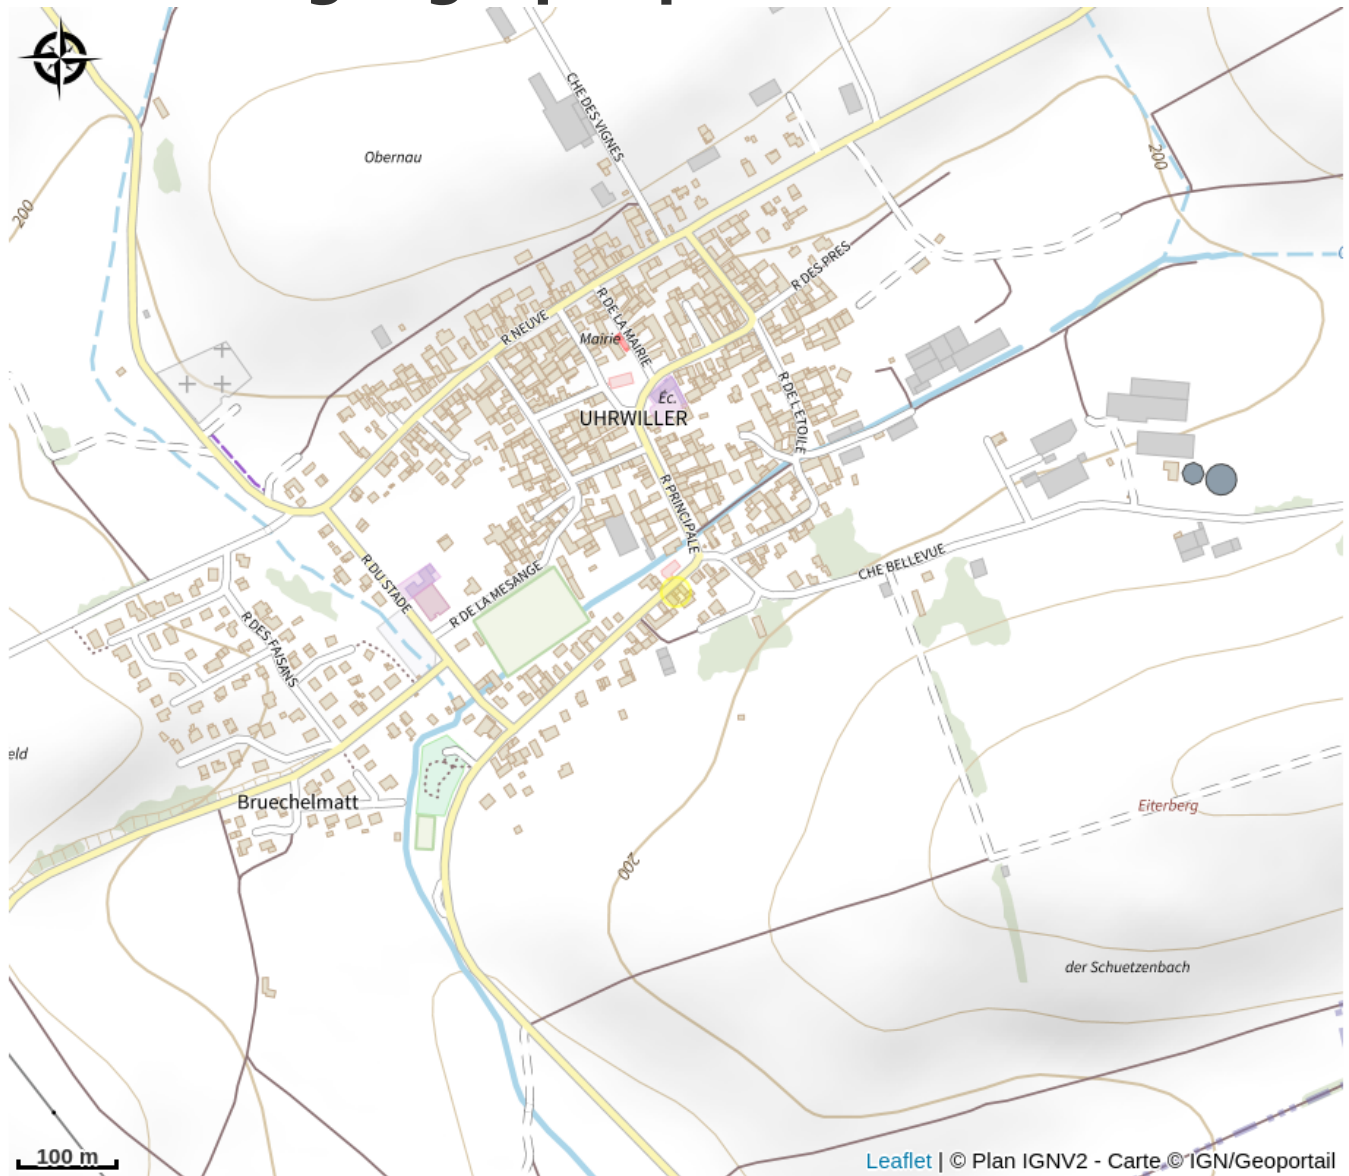 CHE DES VIGNES
Obernau
200
200
R DES PRES
R DE LA MAIRIE
R NEUVE
Mairie
Éc.
UHRWILLER
R DE L'ETOILE
R PRINCIPALE
CHE BELLEVUE
R DU STADE
R DE LA MESANGE
R DES FAISANS
eld
Bruechelmatt
Eiterberg
200
der Schuetzenbach
100 m
Leaflet | © Plan IGNV2 - Carte © IGN/Geoportail